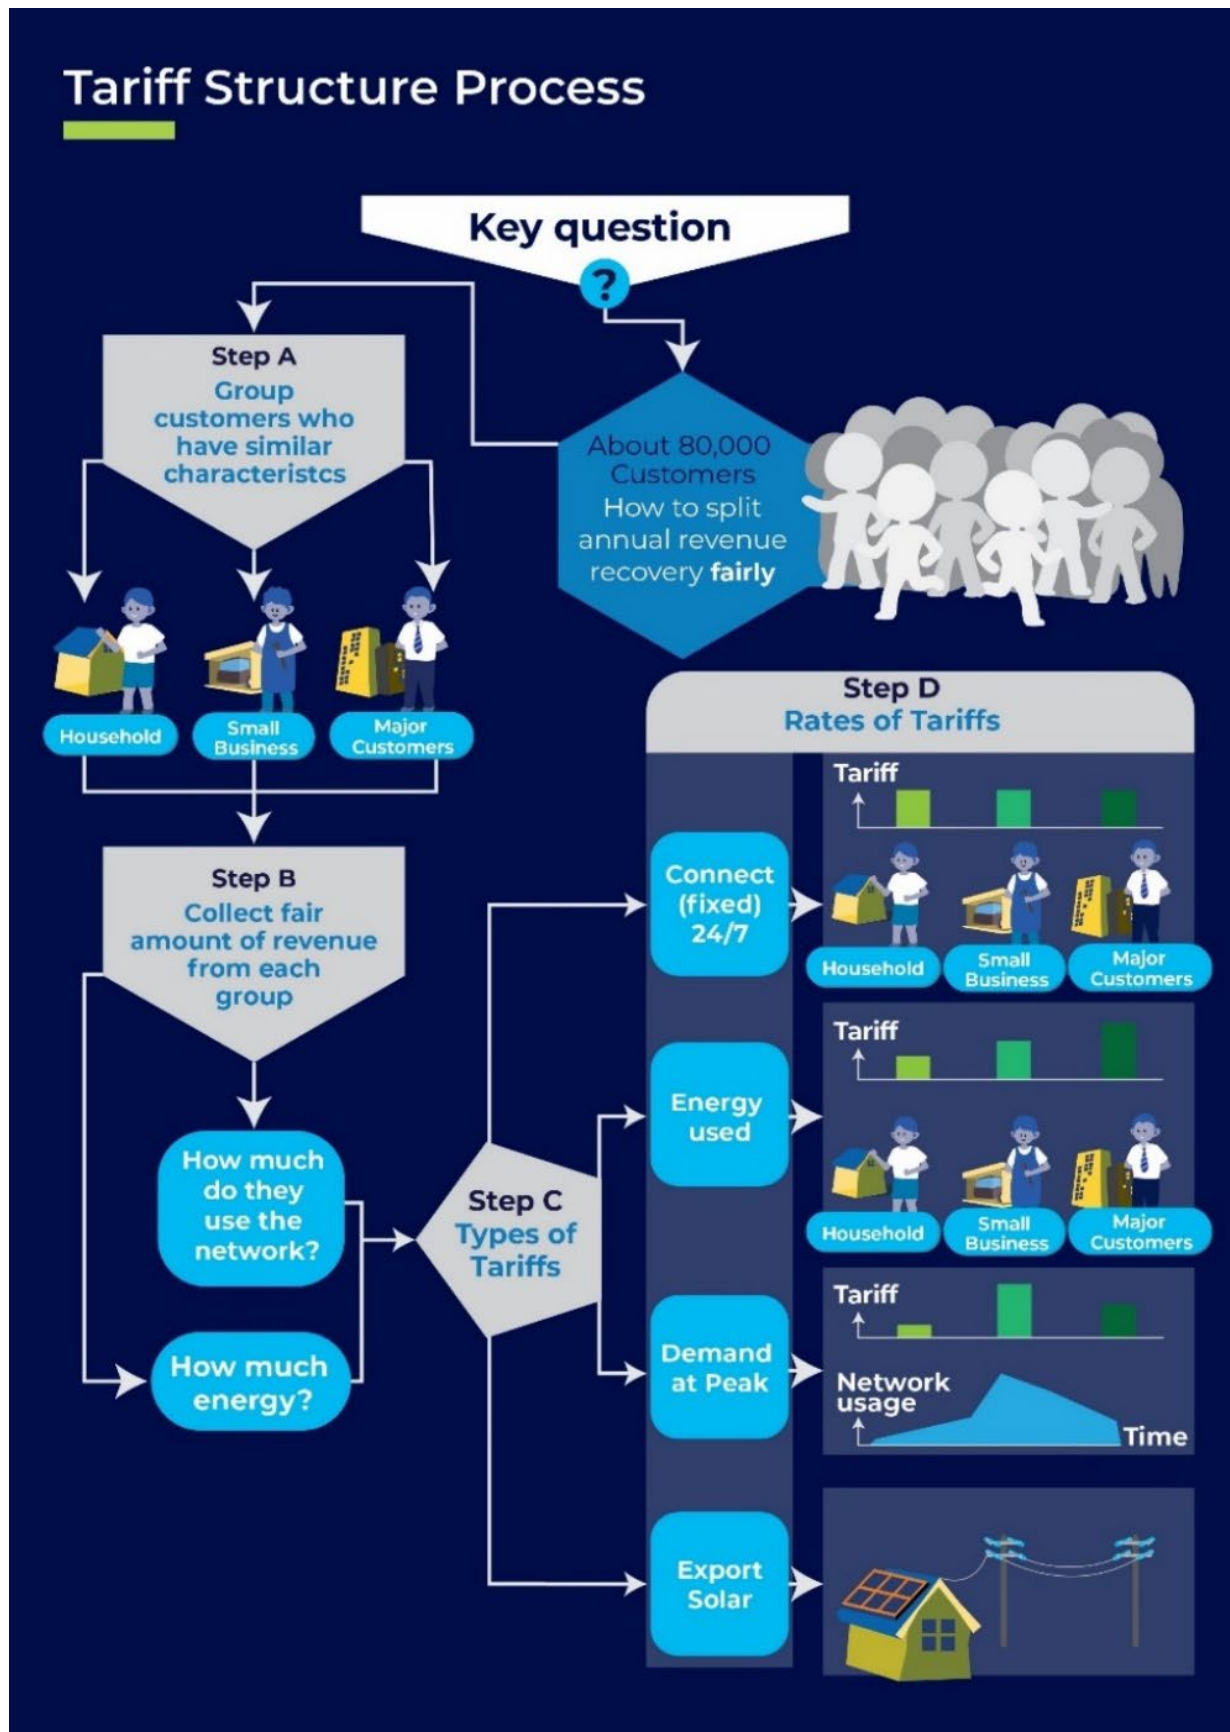 Tariff Structure Process
Key question
?
About 80,000
Customers
How to split
annual revenue
recovery fairly
Step A
Group
customers who
have similar
characteristcs
Household
Small
Business
Major
Customers
Step B
Collect fair
amount of revenue
from each
group
How much
do they
use the
network?
How much
energy?
Step C
Types of
Tariffs
Step D
Rates of Tariffs
Connect
(fixed)
24/7
Tariff
Household
Small
Business
Major
Customers
Energy
used
Tariff
Household
Small
Business
Major
Customers
Demand
at Peak
Tariff
Network
usage
Time
Export
Solar